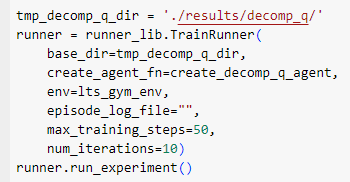 tmp_decomp_q_dir = './results/decomp_q/'
runner = runner_lib.TrainRunner(
    base_dir=tmp_decomp_q_dir,
    create_agent_fn=create_decomp_q_agent,
    env=lts_gym_env,
    episode_log_file="",
    max_training_steps=50,
    num_iterations=10)
runner.run_experiment()